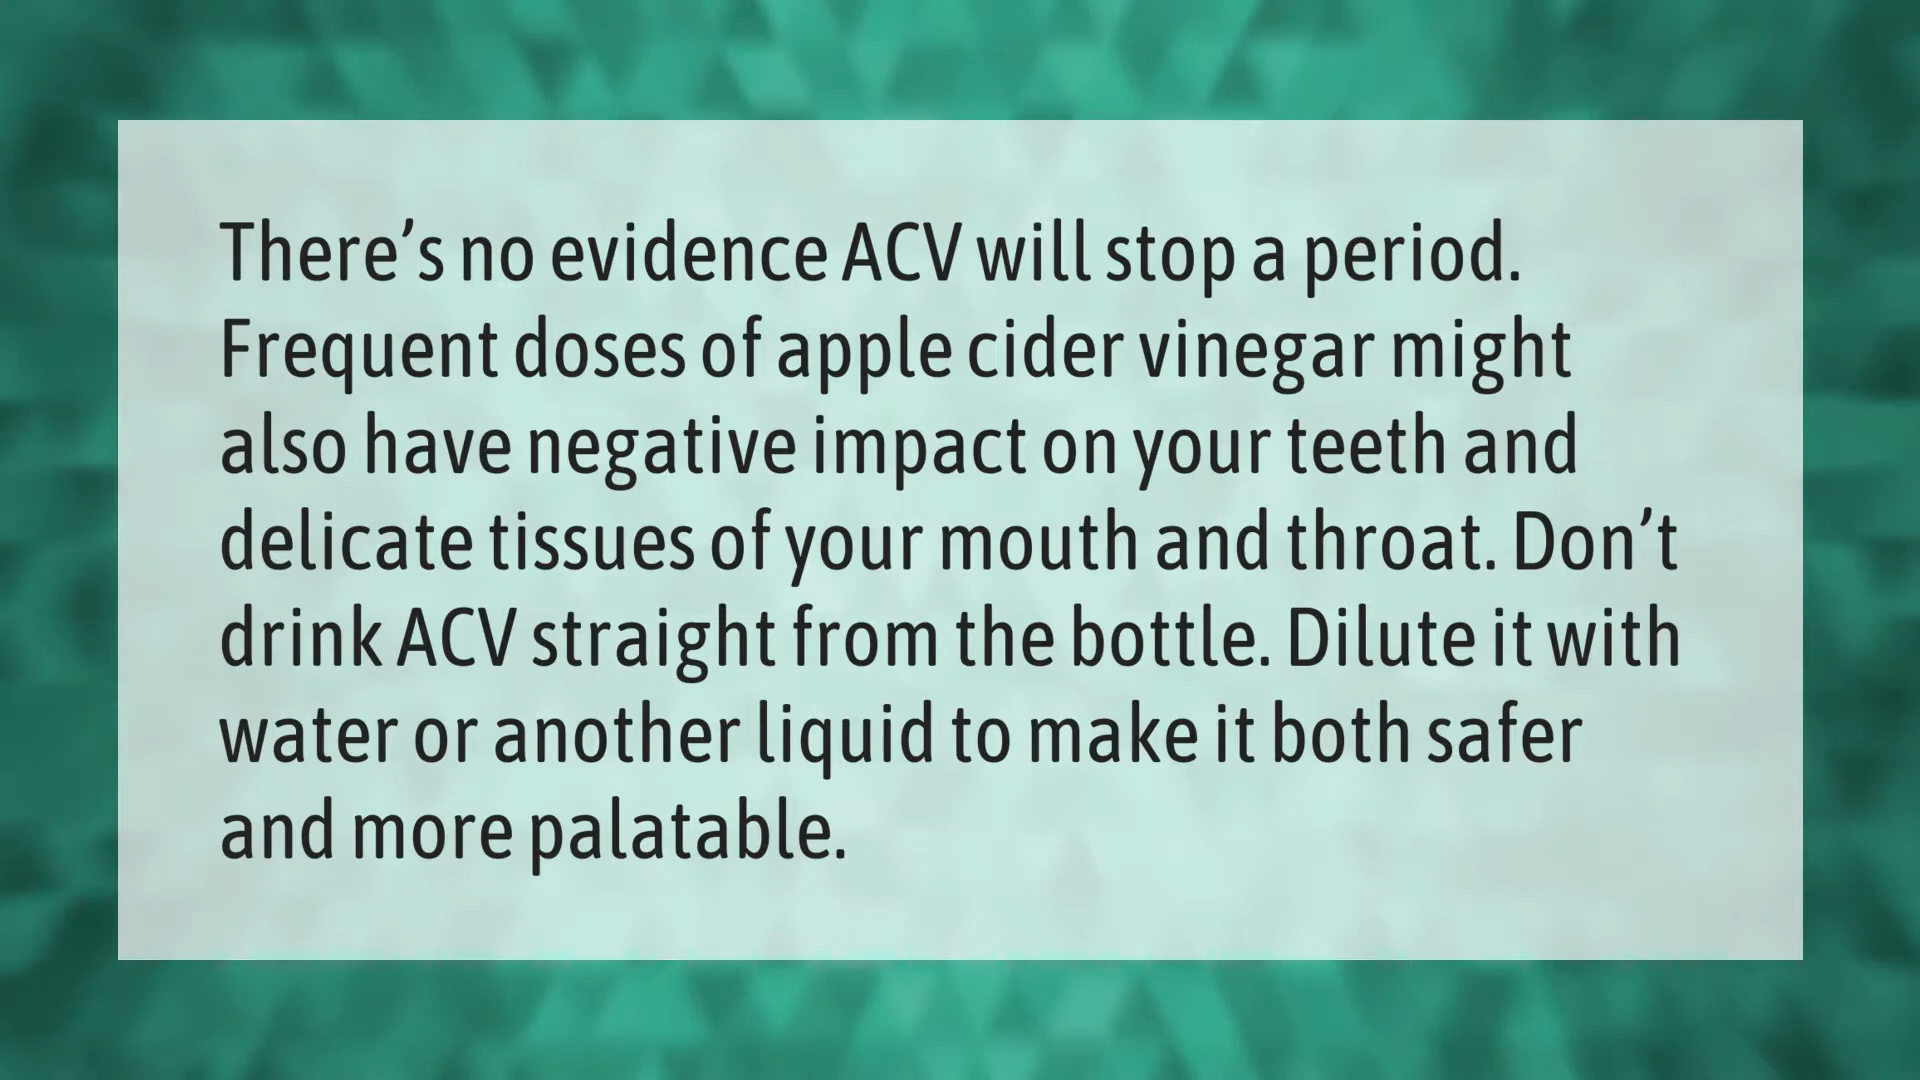 There’s no evidence ACV will stop a period.
Frequent doses of apple cider vinegar might
also have negative impact on your teeth and
delicate tissues of your mouth and throat. Don’t
drink ACV straight from the bottle. Dilute it with
water or another liquid to make it both safer
and more palatable.